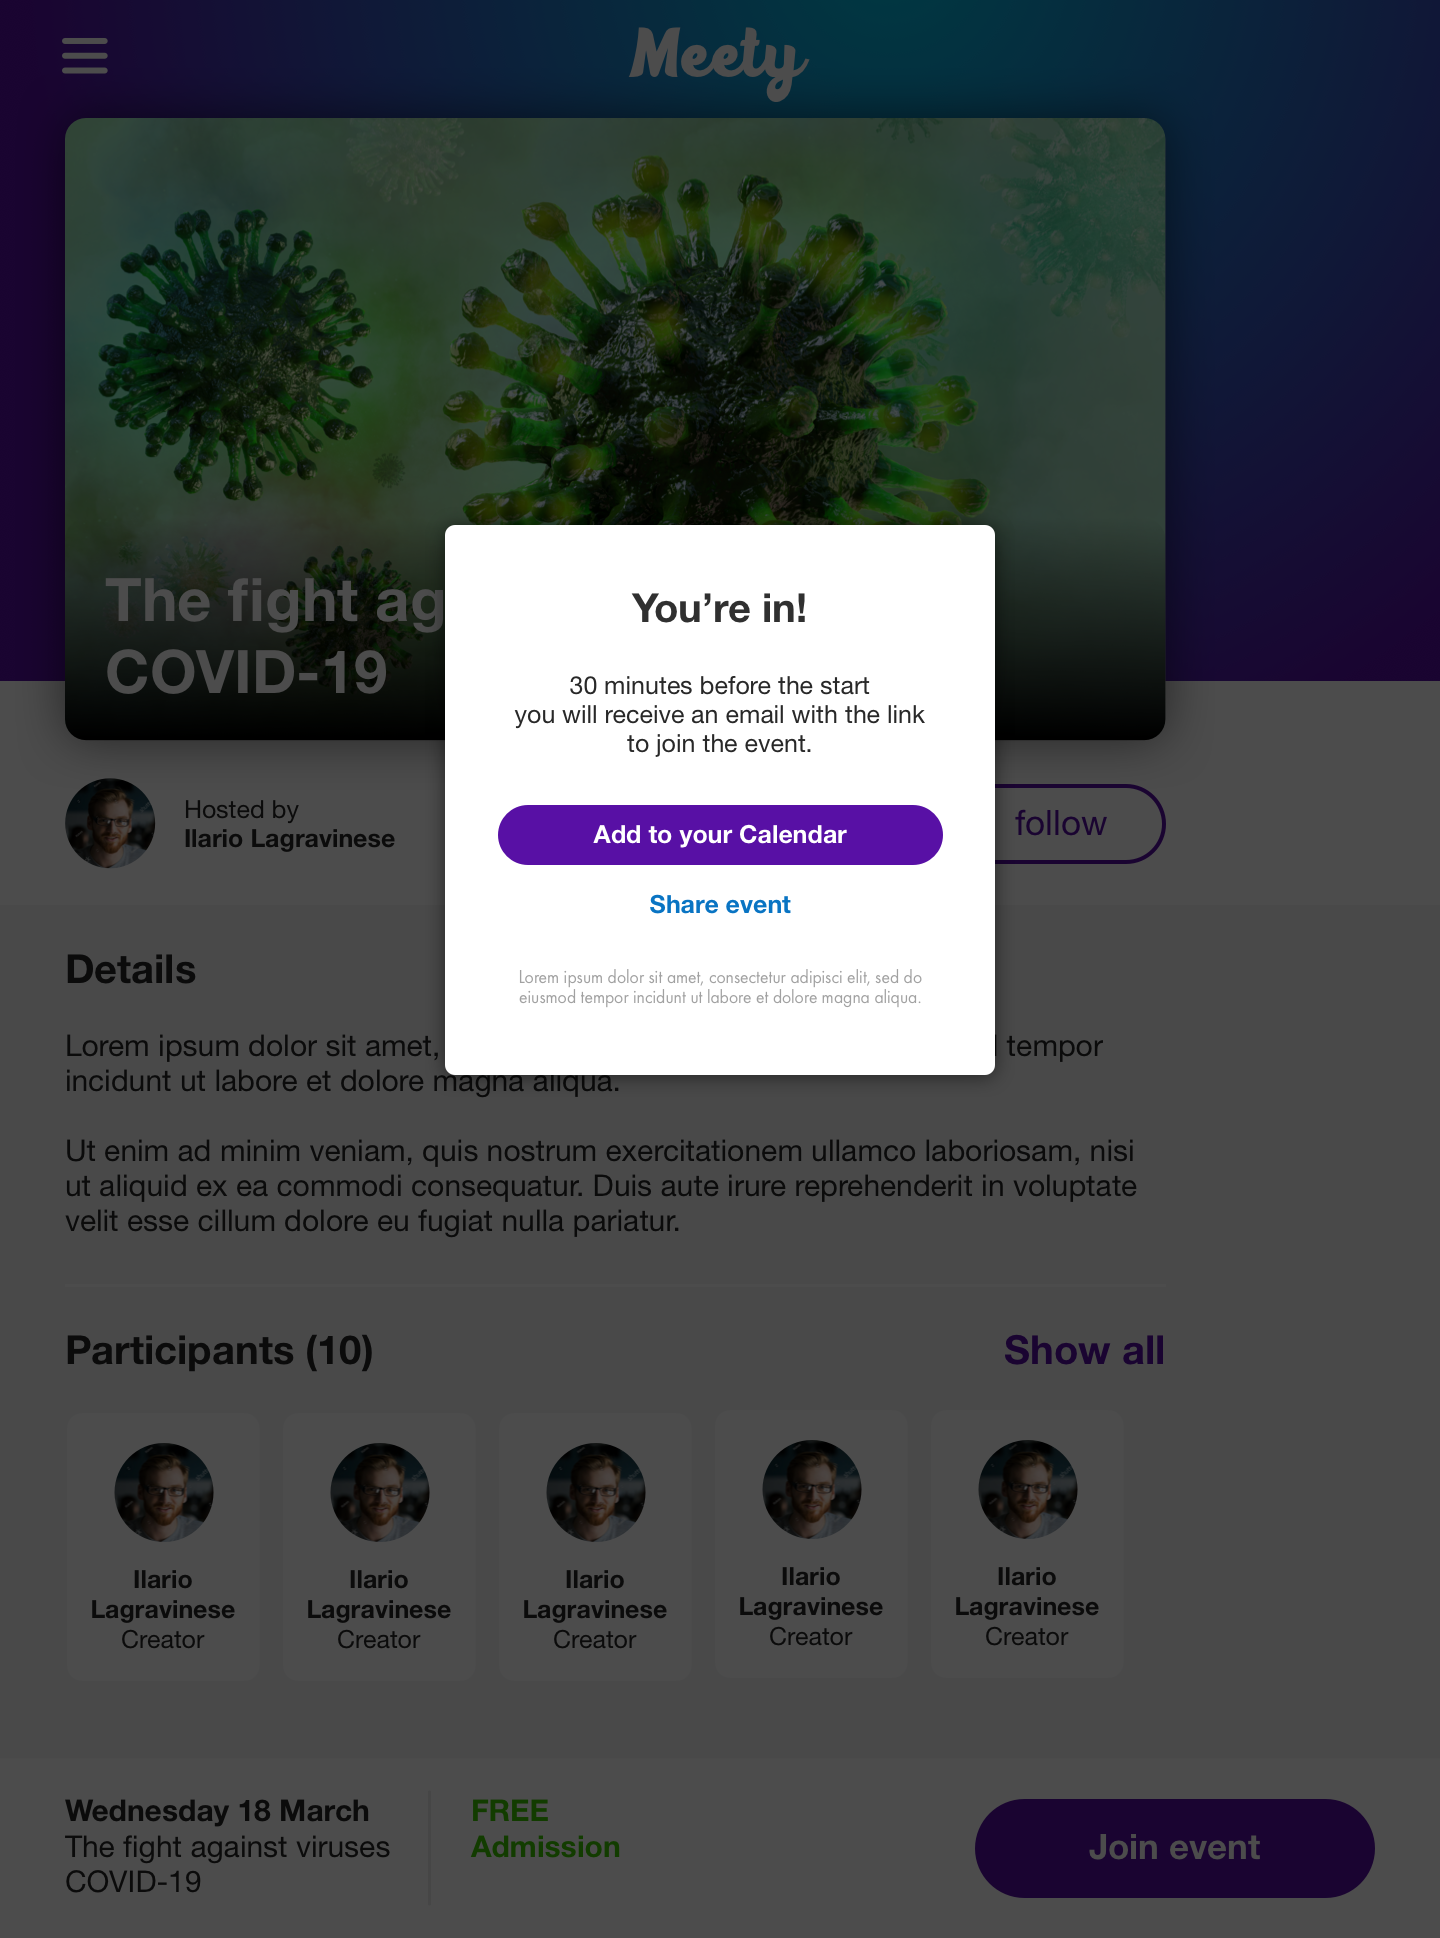 Meety
The fight ag
COVID-19
You're in!
30 minutes before the start
you will receive an email with the link
to join the event.
Add to your Calendar
Share event
Lorem ipsum dolor sit amet, consectetur adipisci elit, sed do
eiusmod tempor incidunt ut labore et dolore magna aliqua.
Hosted by
Ilario Lagravinese
follow
Details
Lorem ipsum dolor sit amet, tempor
incidunt ut labore et dolore magna aliqua.
Ut enim ad minim veniam, quis nostrum exercitationem ullamco laboriosam, nisi
ut aliquid ex ea commodi consequatur. Duis aute irure reprehenderit in voluptate
velit esse cillum dolore eu fugiat nulla pariatur.
Participants (10)
Show all
Ilario
Lagravinese
Creator
Ilario
Lagravinese
Creator
Ilario
Lagravinese
Creator
Ilario
Lagravinese
Creator
Ilario
Lagravinese
Creator
Wednesday 18 March
The fight against viruses
COVID-19
FREE
Admission
Join event